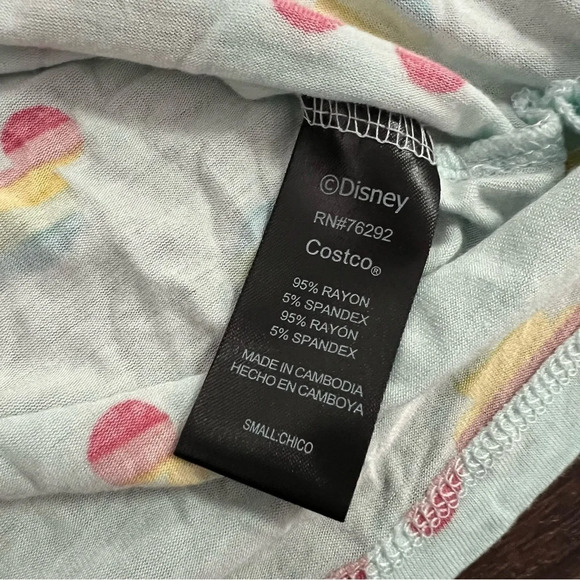 ©Disney
RN#76292
Costco®
95% RAYON
5% SPANDEX
95% RAYÓN
5% SPANDEX
MADE IN CAMBODIA
HECHO EN CAMBOYA
SMALL:CHICO